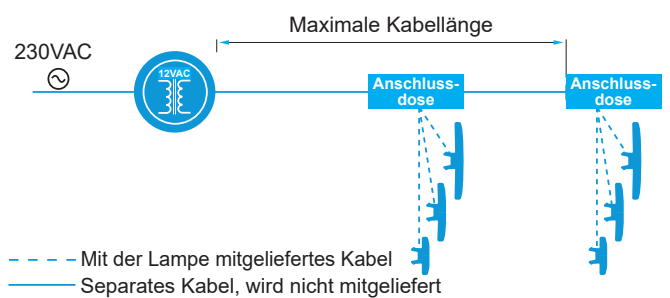 Maximale Kabellänge
230VAC
12VAC
Anschluss-
dose
Anschluss-
dose
Mit der Lampe mitgeliefertes Kabel
Separates Kabel, wird nicht mitgeliefert